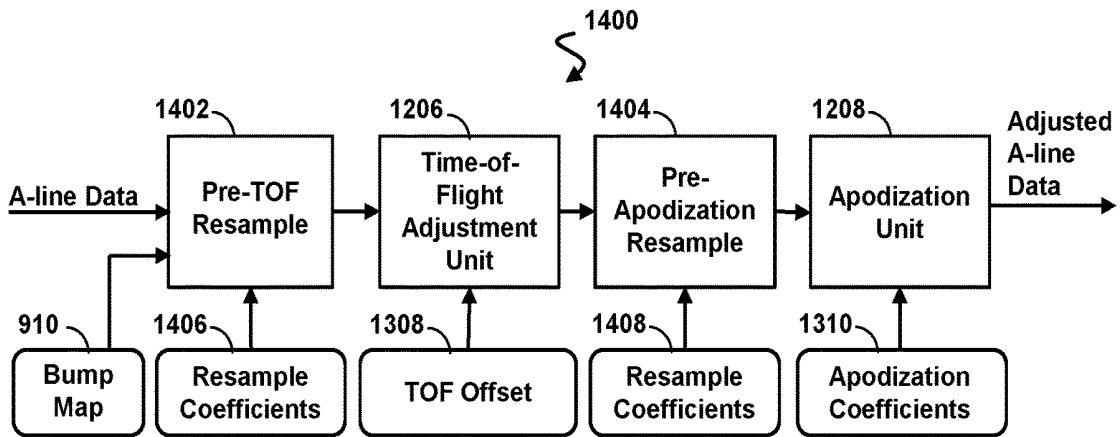 1400
1402
1206
1404
1208
Adjusted
A-line
Data
A-line Data
Pre-TOF
Resample
Time-of-
Flight
Adjustment
Unit
Pre-
Apodization
Resample
Apodization
Unit
910
1406
1308
1408
1310
Bump
Map
Resample
Coefficients
TOF Offset
Resample
Coefficients
Apodization
Coefficients